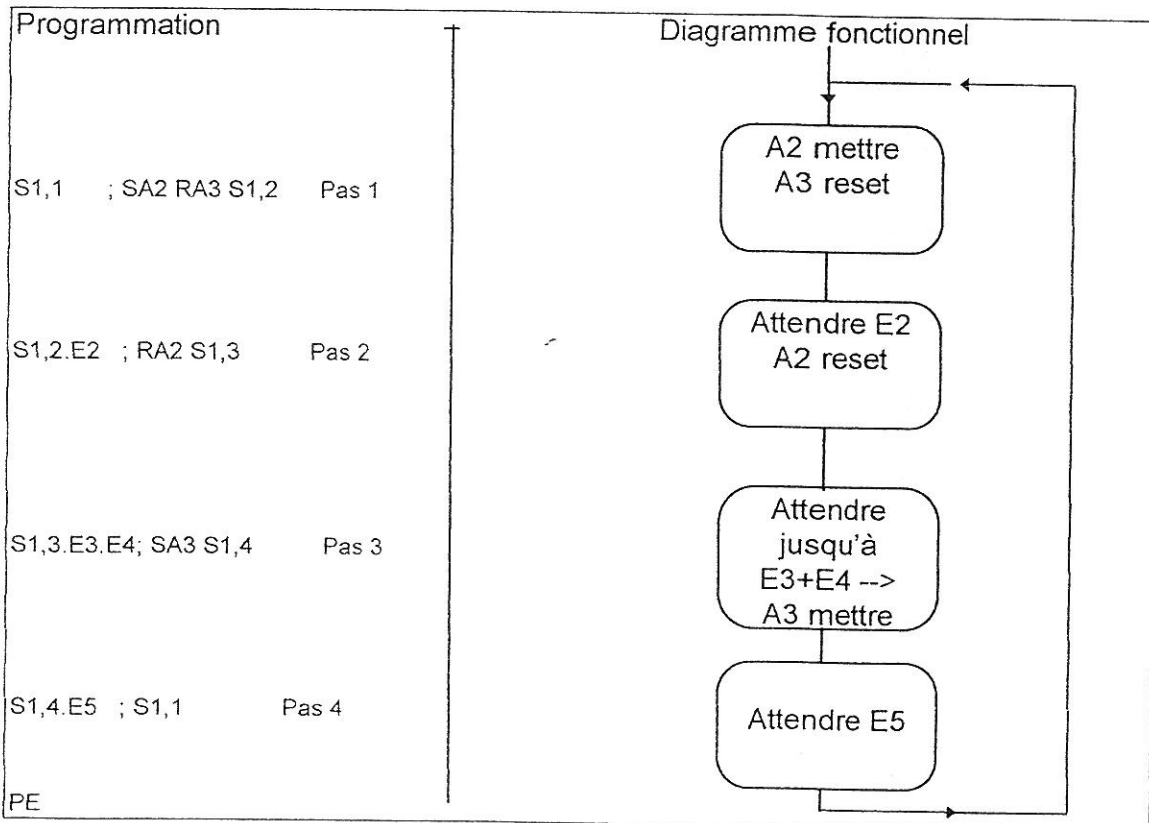 Programmation
S1,1 ; SA2 RA3 S1,2 Pas 1
S1,2.E2 ; RA2 S1,3 Pas 2
S1,3.E3.E4; SA3 S1,4 Pas 3
S1,4.E5 ; S1,1 Pas 4
PE
Diagramme fonctionnel
A2 mettre
A3 reset
Attendre E2
A2 reset
Attendre
jusqu'à
E3+E4 -->
A3 mettre
Attendre E5